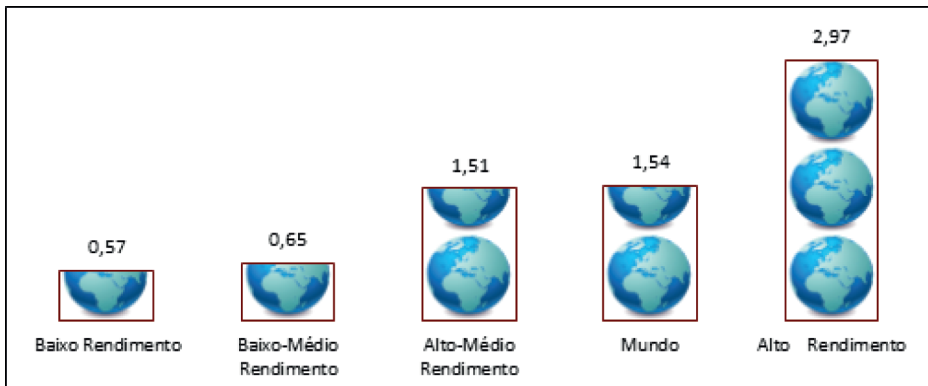 2,97
1,51
1,54
0,57
0,65
Baixo Rendimento
Baixo-Médio
Rendimento
Alto-Médio
Rendimento
Mundo
Alto Rendimento